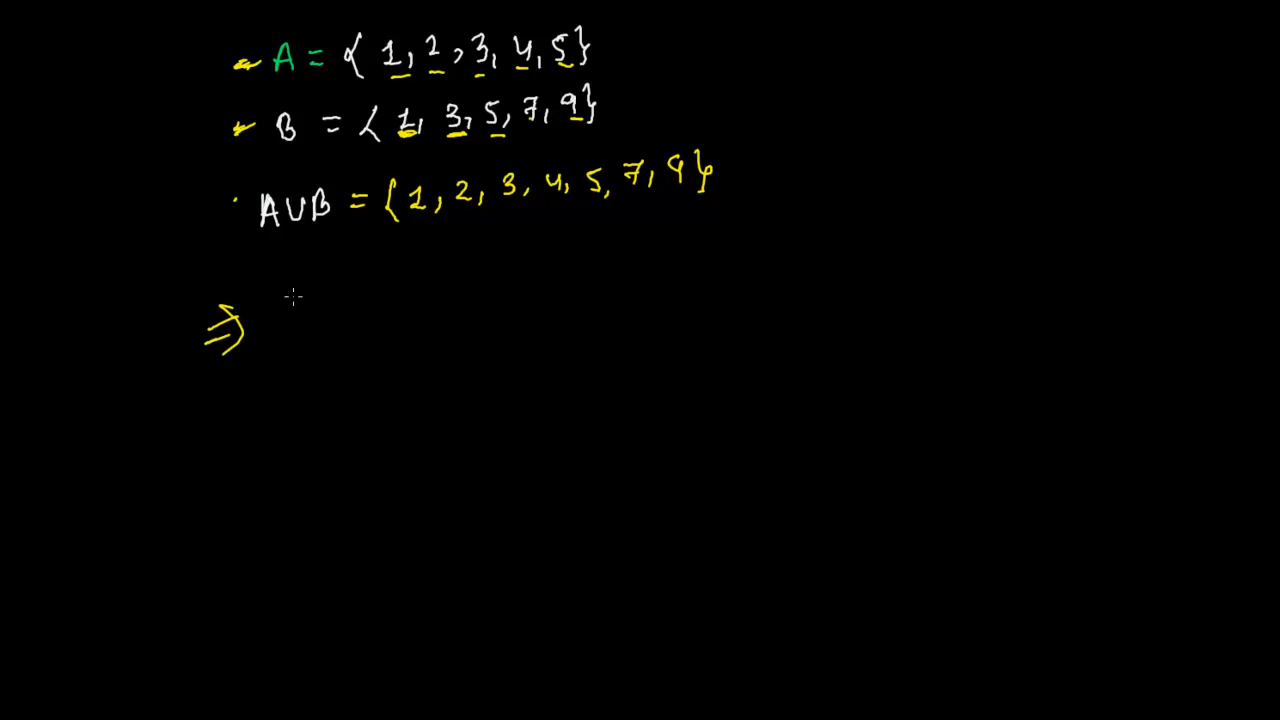 A = { 1, 2, 3, 4, 5}
B = { 1, 3, 5, 7, 9}
A∪B = { 1, 2, 3, 4, 5, 7, 9}
⇒